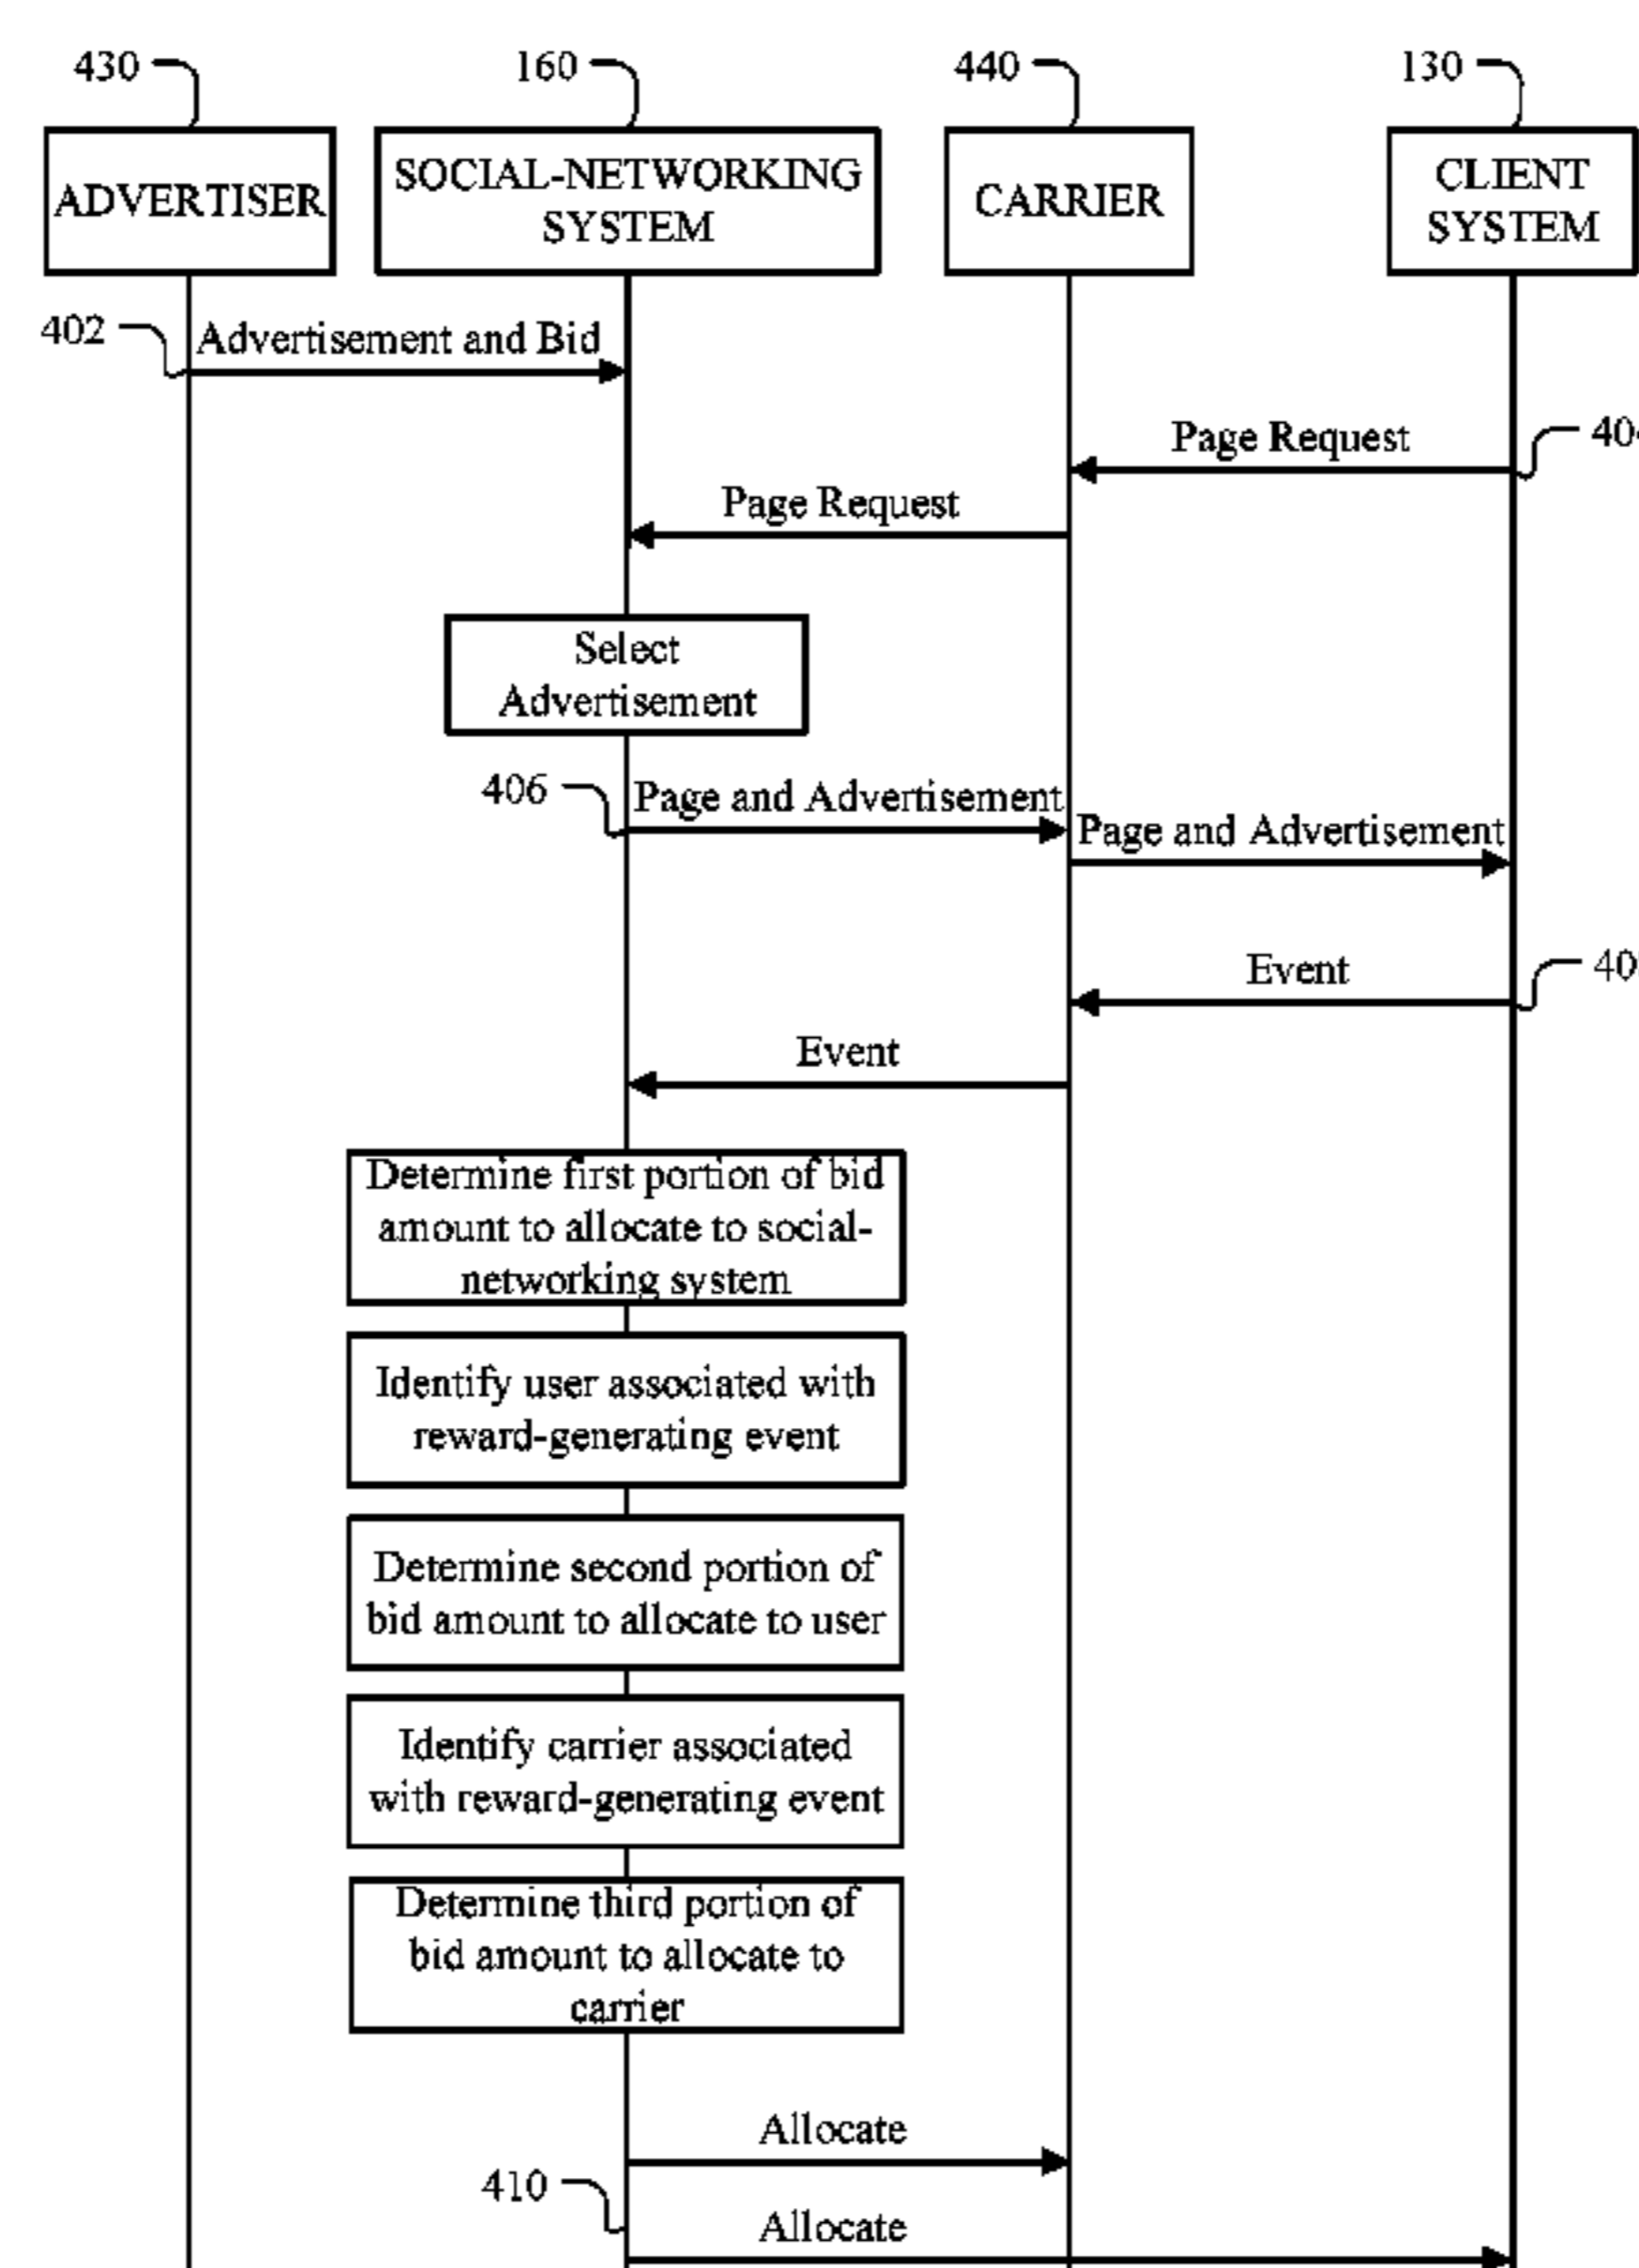 430
160
440
130
ADVERTISER
SOCIAL-NETWORKING
SYSTEM
CARRIER
CLIENT
SYSTEM
402
Advertisement and Bid
Page Request
Page Request
Select
Advertisement
406
Page and Advertisement
Page and Advertisement
Event
Event
Determine first portion of bid
amount to allocate to social-
networking system
Identify user associated with
reward-generating event
Determine second portion of
bid amount to allocate to user
Identify carrier associated
with reward-generating event
Determine third portion of
bid amount to allocate to
carrier
Allocate
410
Allocate